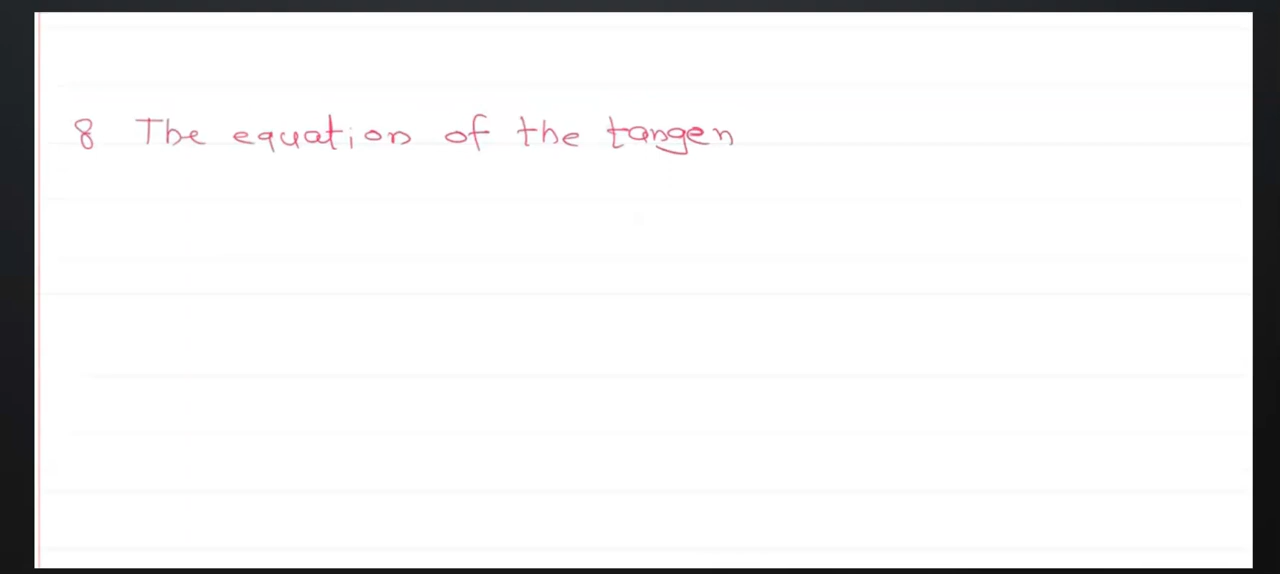 8 The equation of the tangen